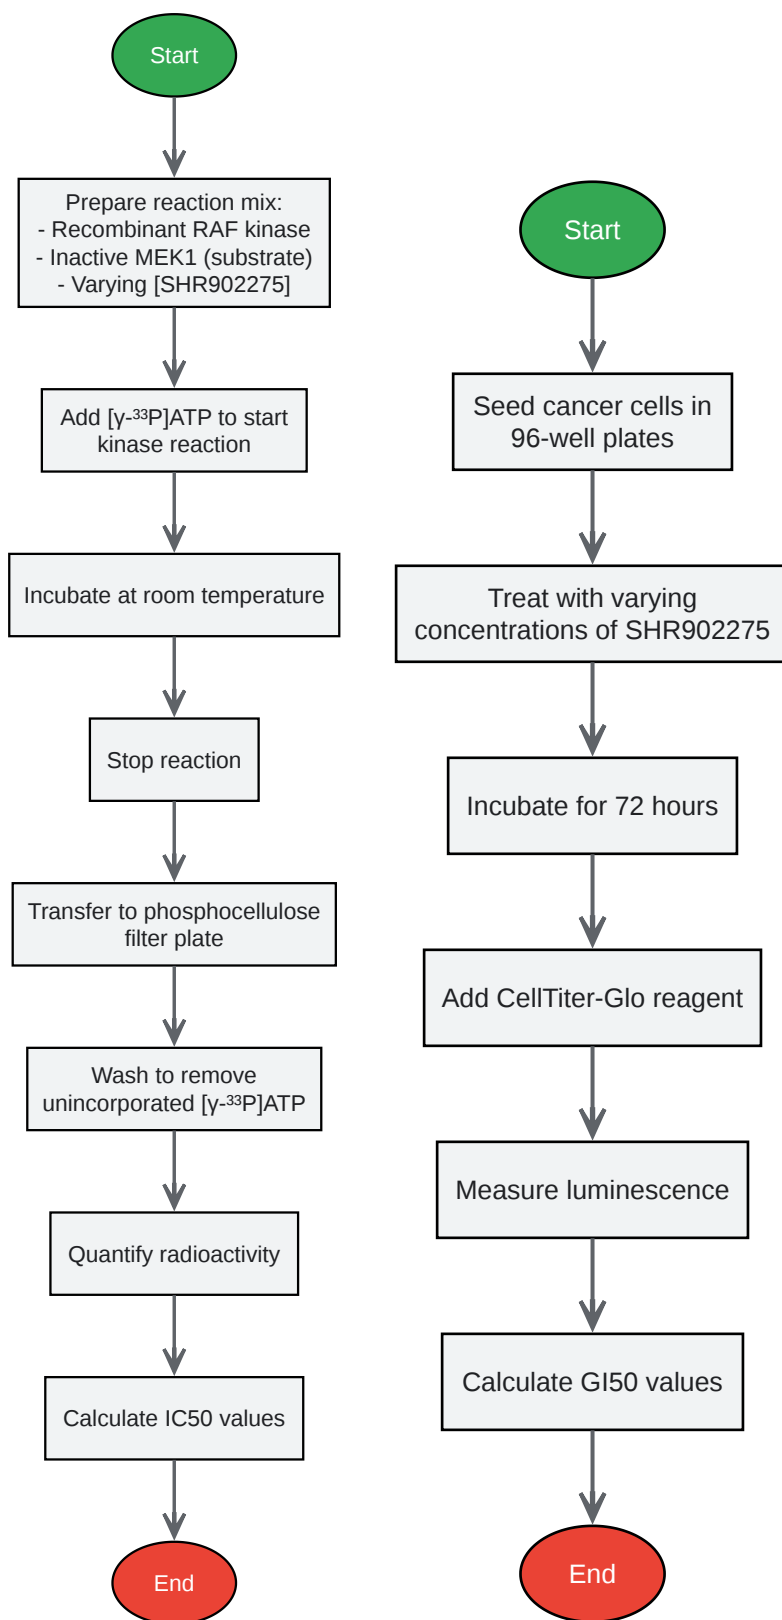 Start
Prepare reaction mix:
- Recombinant RAF kinase
- Inactive MEK1 (substrate)
- Varying [SHR902275]
Add [γ-³³P]ATP to start
kinase reaction
Incubate at room temperature
Stop reaction
Transfer to phosphocellulose
filter plate
Wash to remove
unincorporated [γ-³³P]ATP
Quantify radioactivity
Calculate IC50 values
End
Start
Seed cancer cells in
96-well plates
Treat with varying
concentrations of SHR902275
Incubate for 72 hours
Add CellTiter-Glo reagent
Measure luminescence
Calculate GI50 values
End